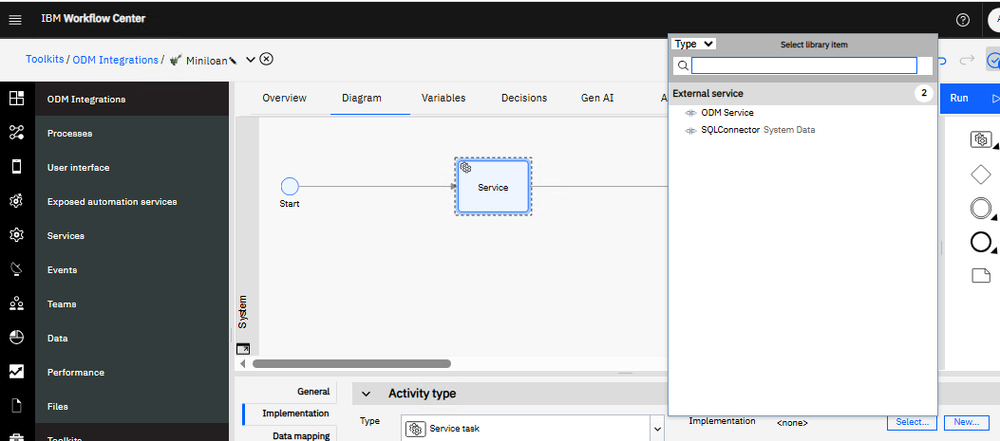 IBM Workflow Center
Type
Select library item
Toolkits / ODM Integrations / Miniloan
ODM Integrations
Overview
Diagram
Variables
Decisions
Gen AI
External service
2
Run
ODM Service
SQLConnector System Data
Processes
User interface
Exposed automation services
Services
Events
Teams
Data
Performance
Files
Toolkits
Service
Start
System
General
Activity type
Implementation
Type
Service task
Implementation
<none>
Select...
New...
Data mapping